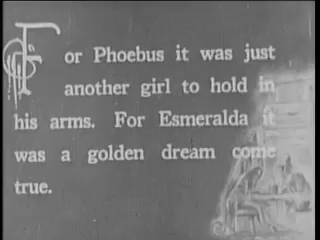 For Phoebus it was just
another girl to hold in
his arms. For Esmeralda it
was a golden dream come
true.